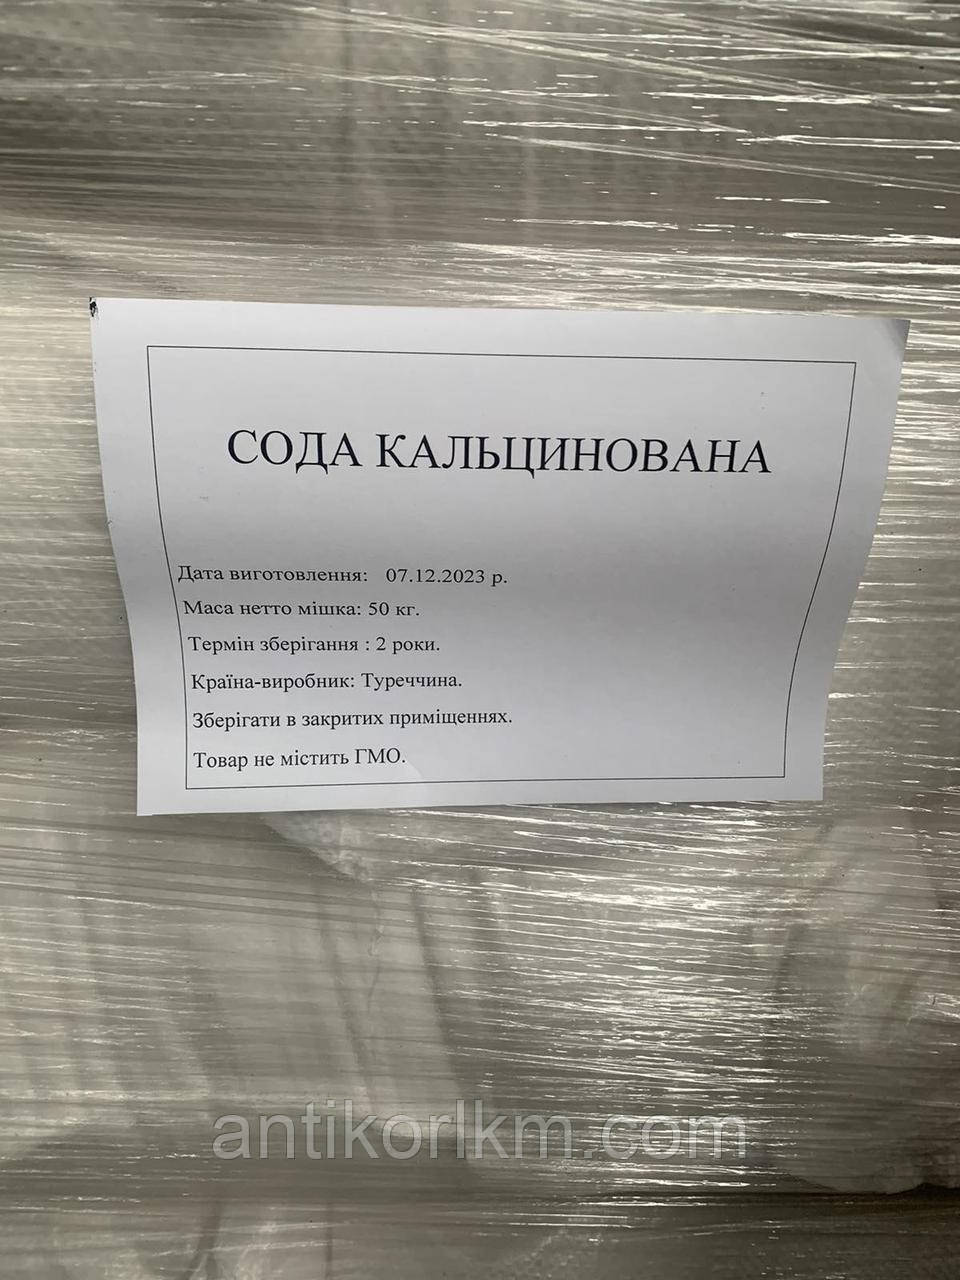 СОДА КАЛЬЦИНОВАНА
Дата виготовлення: 07.12.2023 р.
Маса нетто мішка: 50 кг.
Термін зберігання : 2 роки.
Країна-виробник: Туреччина.
Зберігати в закритих приміщеннях.
Товар не містить ГМО.
antikorlkm.com